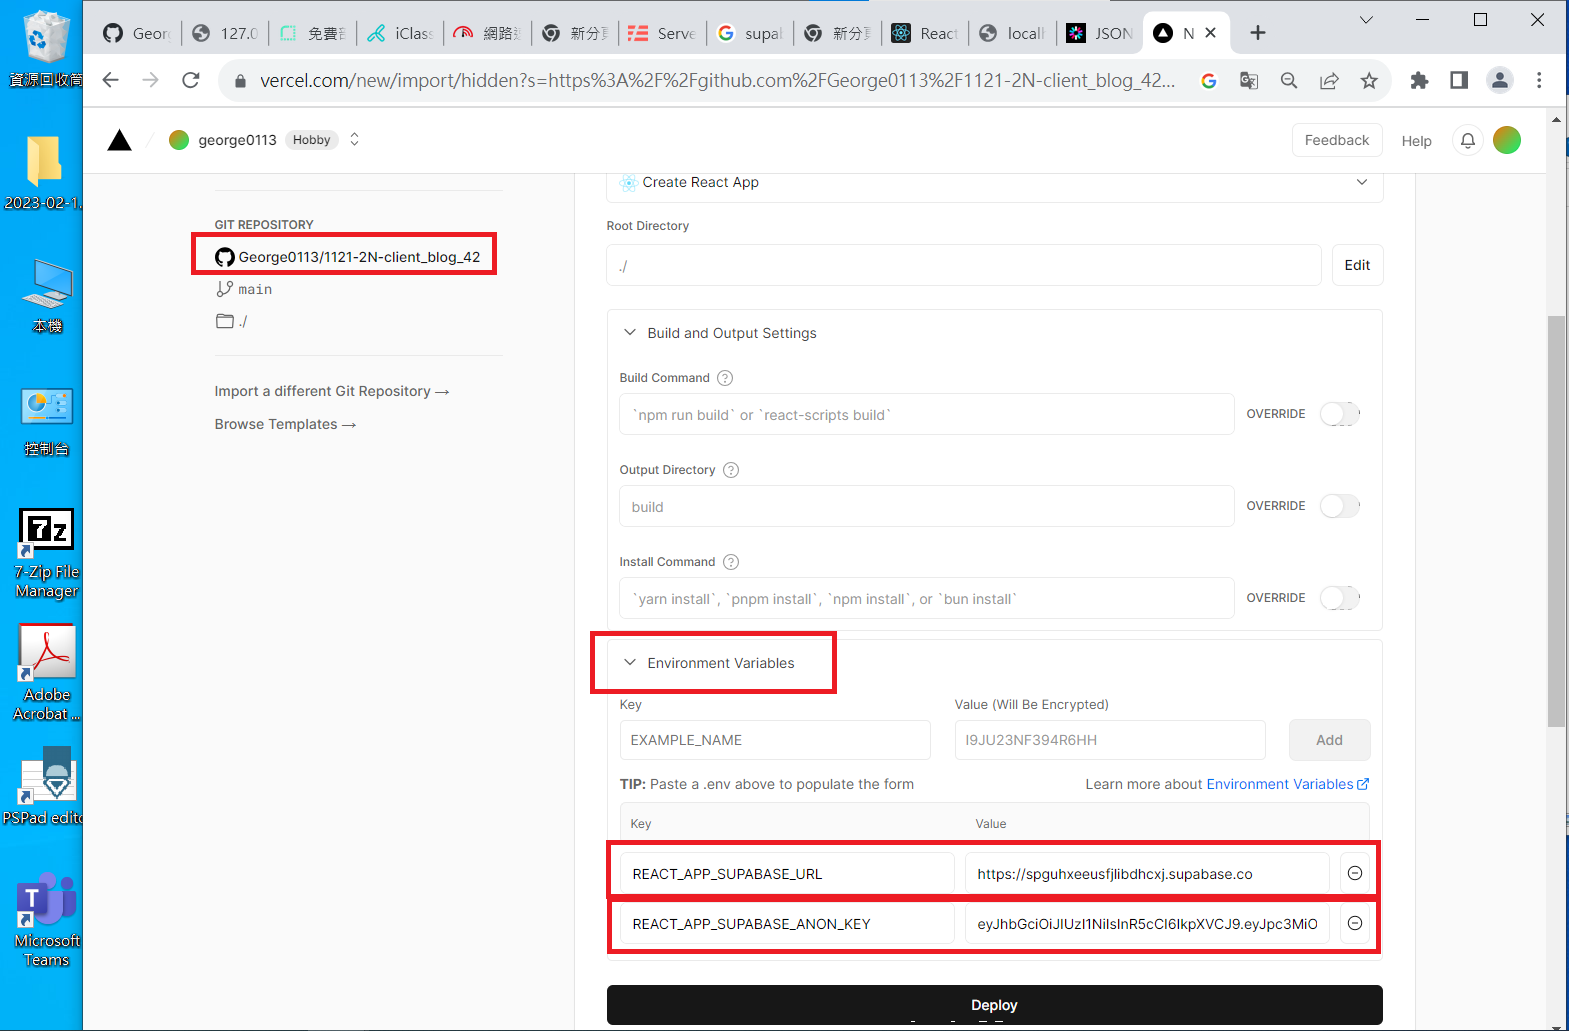 資源回收筒
2023-02-1...
本機
控制台
7-Zip File
Manager
Adobe
Acrobat ...
PSPad edito
Microsoft
Teams
Geor
127.0
免費
iClass
網路
新分頁
Serve
supa
新分頁
React
local
JSON
N
vercel.com/new/import/hidden?s=https%3A%2F%2Fgithub.com%2FGeorge0113%2F1121-2N-client_blog_42...
george0113
Hobby
Feedback
Help
GIT REPOSITORY
George0113/1121-2N-client_blog_42
main
./
Import a different Git Repository →
Browse Templates →
Create React App
Root Directory
./
Edit
Build and Output Settings
Build Command ?
`npm run build` or `react-scripts build`
OVERRIDE
Output Directory ?
build
OVERRIDE
Install Command ?
`yarn install`, `pnpm install`, `npm install`, or `bun install`
OVERRIDE
Environment Variables
Key
Value (Will Be Encrypted)
EXAMPLE_NAME
I9JU23NF394R6HH
Add
TIP: Paste a .env above to populate the form
Learn more about Environment Variables
Key
Value
REACT_APP_SUPABASE_URL
https://spguhxeeusfjlibdhcxj.supabase.co
REACT_APP_SUPABASE_ANON_KEY
eyJhbGciOiJIUzI1NiIsInR5cCI6IkpXVCJ9.eyJpc3MiO
Deploy